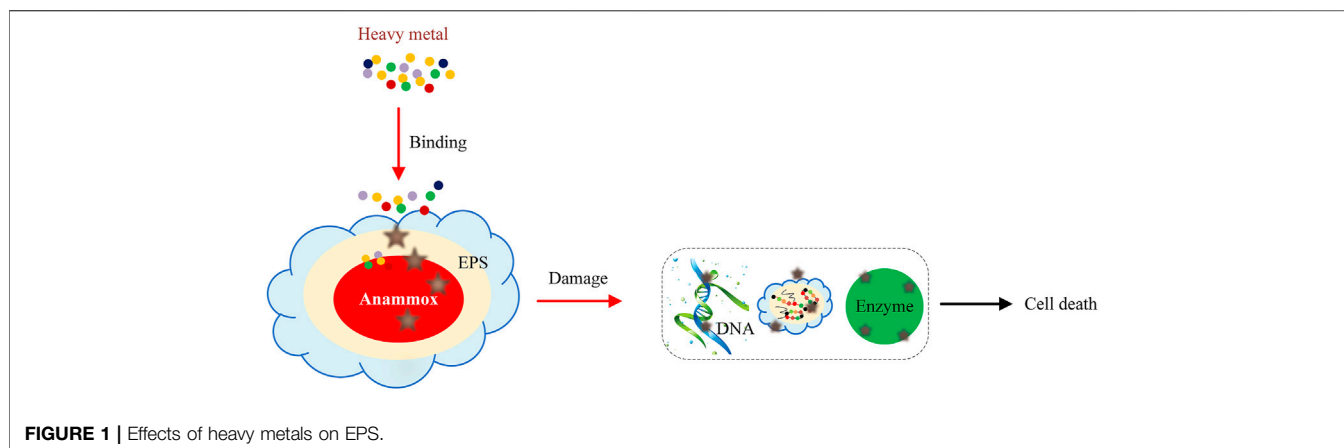 Heavy metal
Binding
EPS
Anammox
Damage
DNA
Enzyme
Cell death
FIGURE 1 | Effects of heavy metals on EPS.